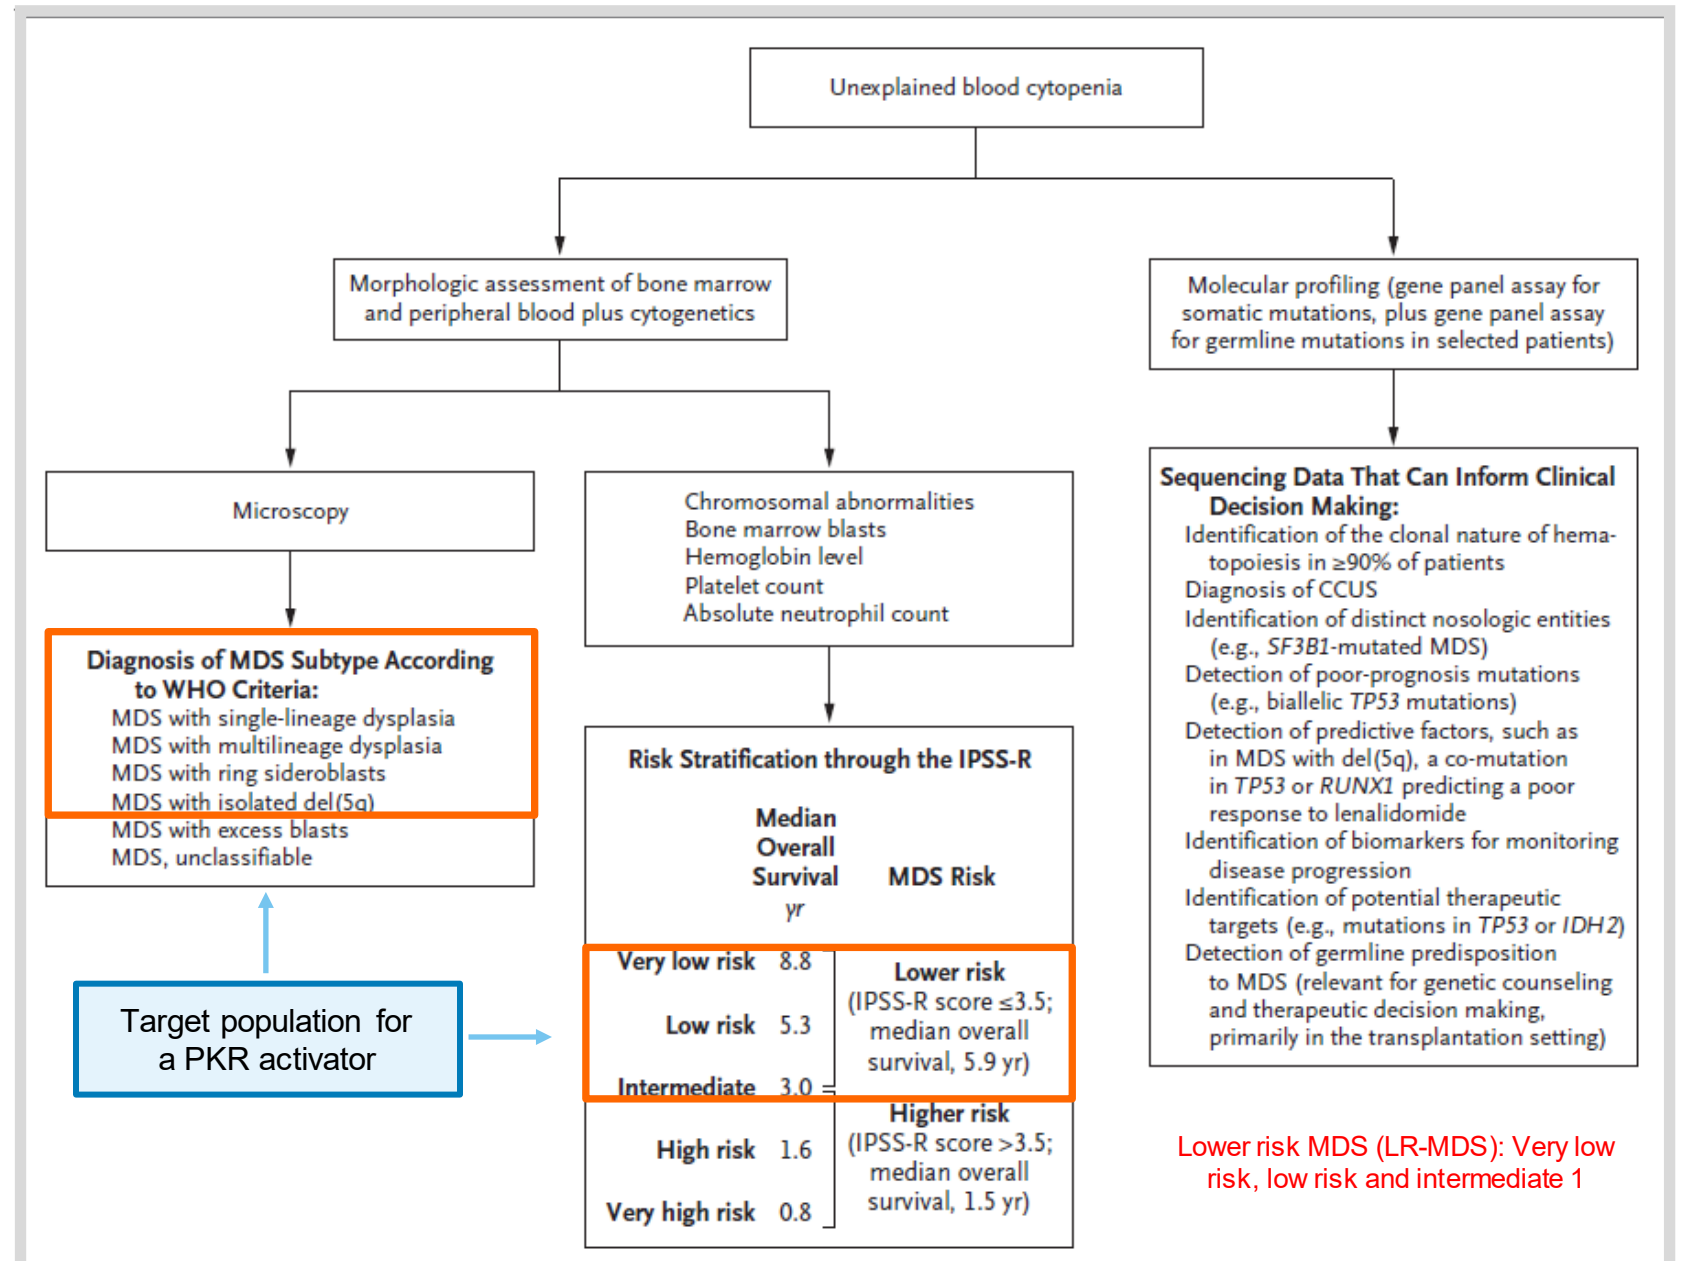 Unexplained blood cytopenia
Morphologic assessment of bone marrow
and peripheral blood plus cytogenetics
Molecular profiling (gene panel assay for
somatic mutations, plus gene panel assay
for germline mutations in selected patients)
Microscopy
Chromosomal abnormalities
Bone marrow blasts
Hemoglobin level
Platelet count
Absolute neutrophil count
Sequencing Data That Can Inform Clinical
Decision Making:
Identification of the clonal nature of hema-
topoiesis in ≥90% of patients
Diagnosis of CCUS
Identification of distinct nosologic entities
(e.g., SF3B1-mutated MDS)
Detection of poor-prognosis mutations
(e.g., biallelic TP53 mutations)
Detection of predictive factors, such as
in MDS with del(5q), a co-mutation
in TP53 or RUNX1 predicting a poor
response to lenalidomide
Identification of biomarkers for monitoring
disease progression
Identification of potential therapeutic
targets (e.g., mutations in TP53 or IDH2)
Detection of germline predisposition
to MDS (relevant for genetic counseling
and therapeutic decision making,
primarily in the transplantation setting)
Diagnosis of MDS Subtype According
to WHO Criteria:
MDS with single-lineage dysplasia
MDS with multilineage dysplasia
MDS with ring sideroblasts
MDS with isolated del(5q)
MDS with excess blasts
MDS, unclassifiable
Risk Stratification through the IPSS-R
Median
Overall
Survival MDS Risk
yr
Very low risk 8.8
Low risk 5.3
Intermediate 3.0
High risk 1.6
Very high risk 0.8
Lower risk
(IPSS-R score ≤3.5;
median overall
survival, 5.9 yr)
Higher risk
(IPSS-R score >3.5;
median overall
survival, 1.5 yr)
Target population for
a PKR activator
Lower risk MDS (LR-MDS): Very low
risk, low risk and intermediate 1